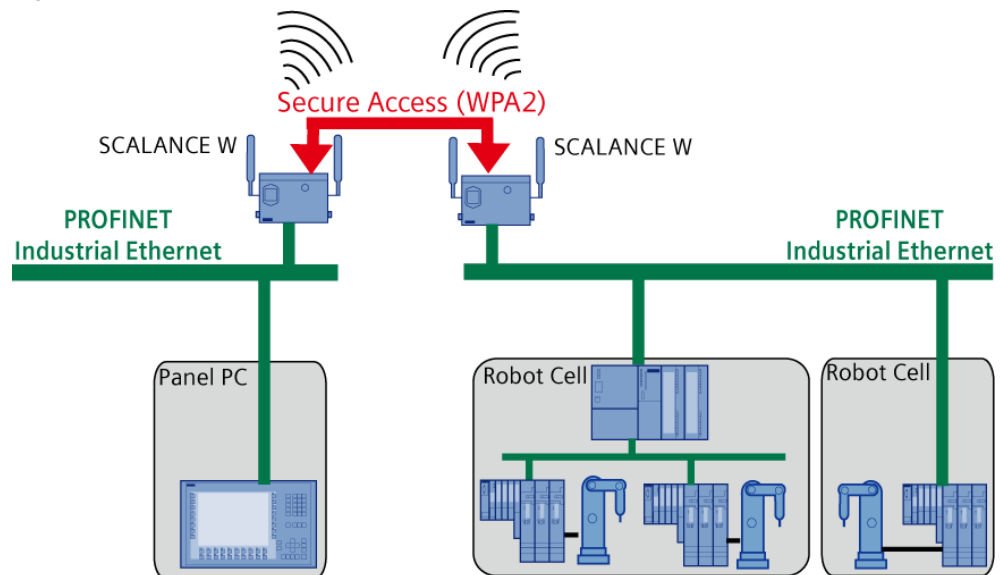 Secure Access (WPA2)
SCALANCE W
SCALANCE W
PROFINET
Industrial Ethernet
PROFINET
Industrial Ethernet
Panel PC
Robot Cell
Robot Cell